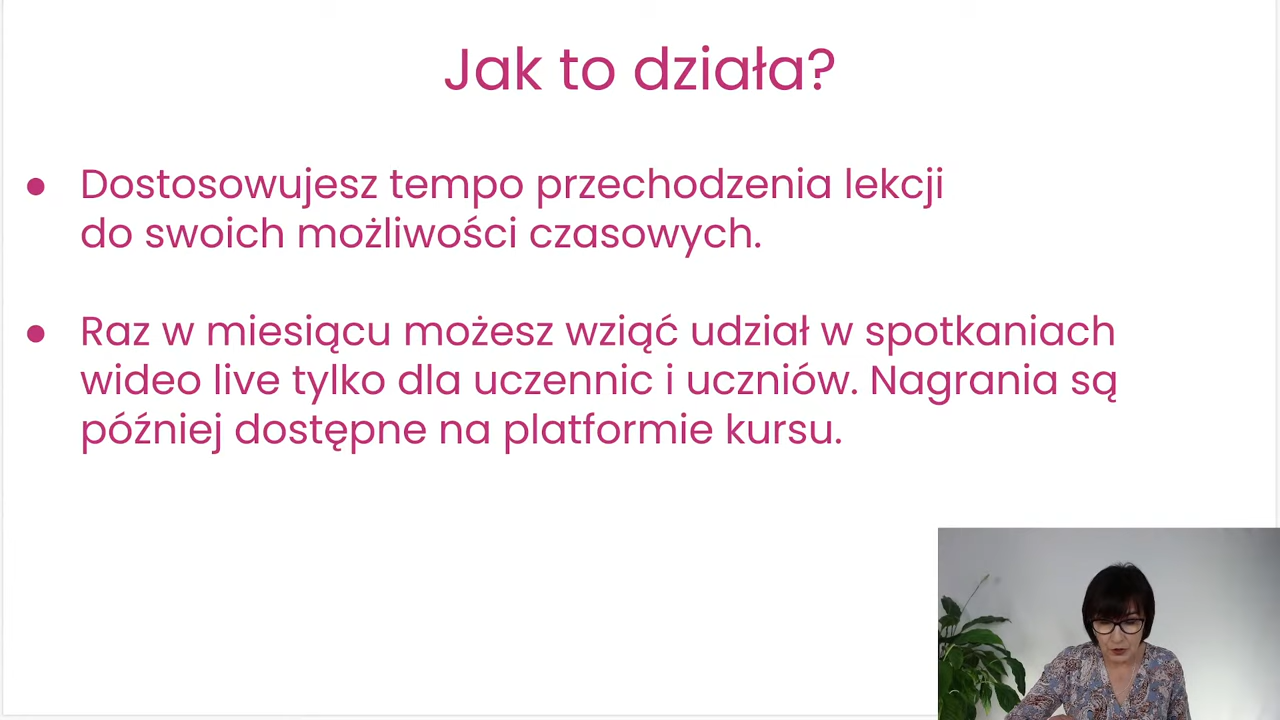 Jak to działa?
● Dostosowujesz tempo przechodzenia lekcji
do swoich możliwości czasowych.
● Raz w miesiącu możesz wziąć udział w spotkaniach
wideo live tylko dla uczennic i uczniów. Nagrania są
później dostępne na platformie kursu.